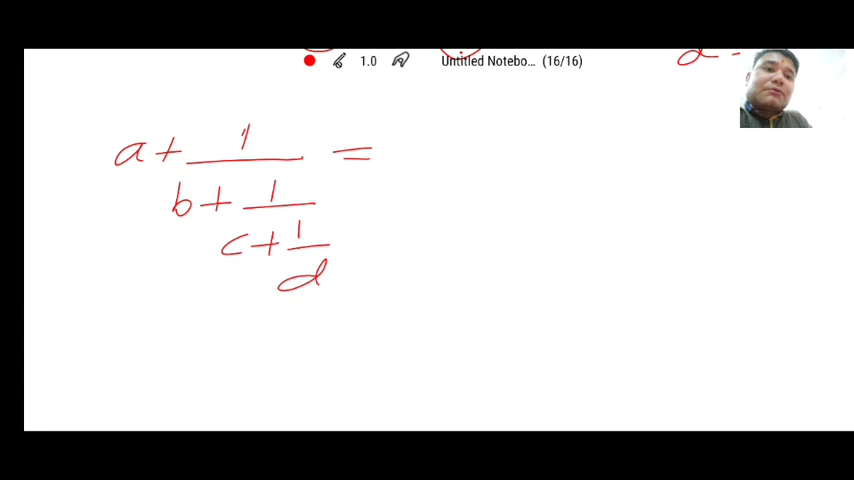 1.0 Untitled Notebo... (16/16)
a + 1 =
b + 1
c + 1
d